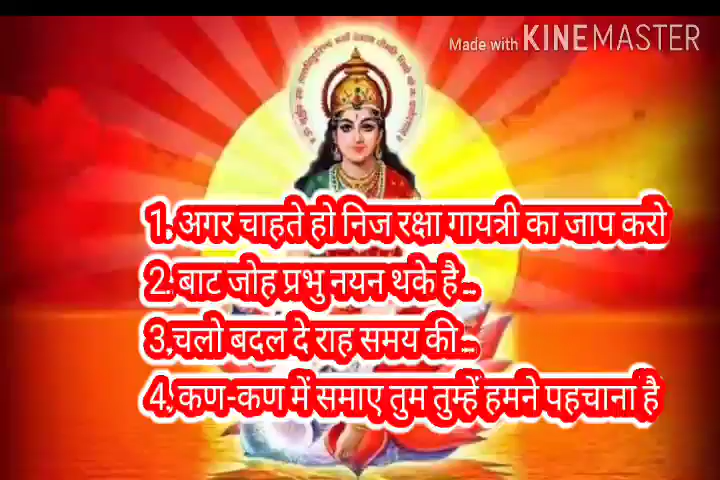 Made with KINEMASTER
1. अगर चाहते हो निज रक्षा गायत्री का जाप करो
2. बाट जोह प्रभु नयन थके है...
3.चलो बदल दे राह समय की...
4. कण-कण में समाए तुम तुम्हें हमने पहचाना है